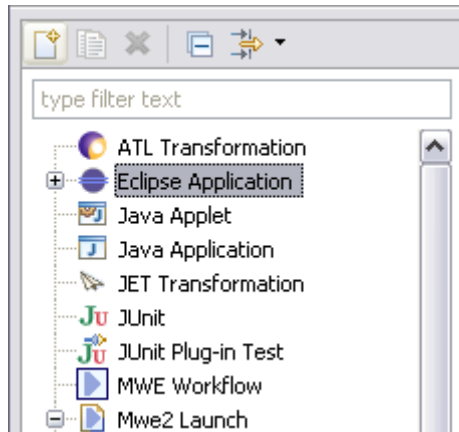 type filter text
ATL Transformation
Eclipse Application
Java Applet
Java Application
JET Transformation
JUnit
JUnit Plug-in Test
MWE Workflow
Mwe2 Launch